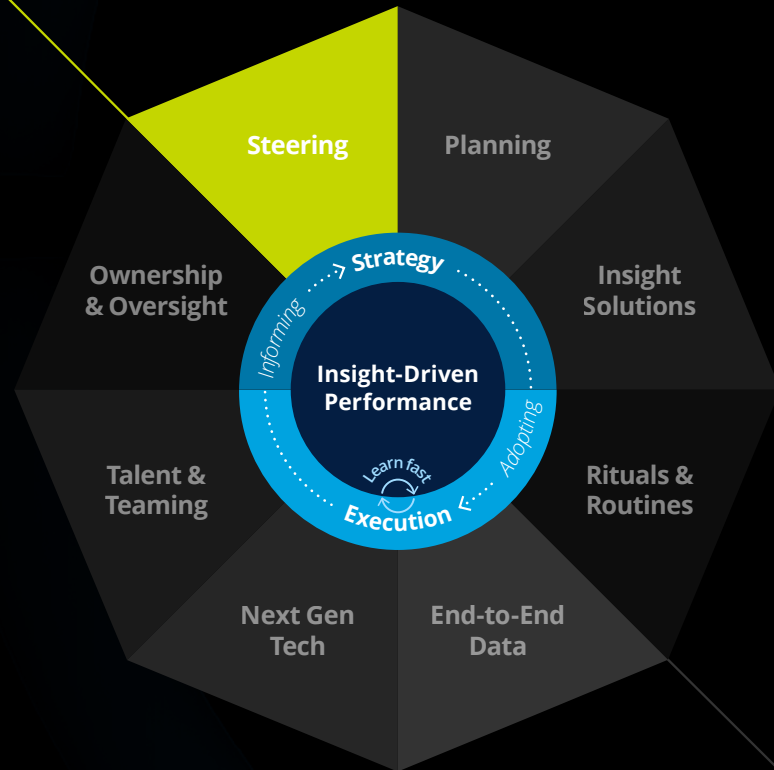 Steering
Planning
Ownership
& Oversight
Insight
Solutions
Strategy
Informing
Insight-Driven
Performance
Adopting
Learn fast
Execution
Talent &
Teaming
Rituals &
Routines
Next Gen
Tech
End-to-End
Data